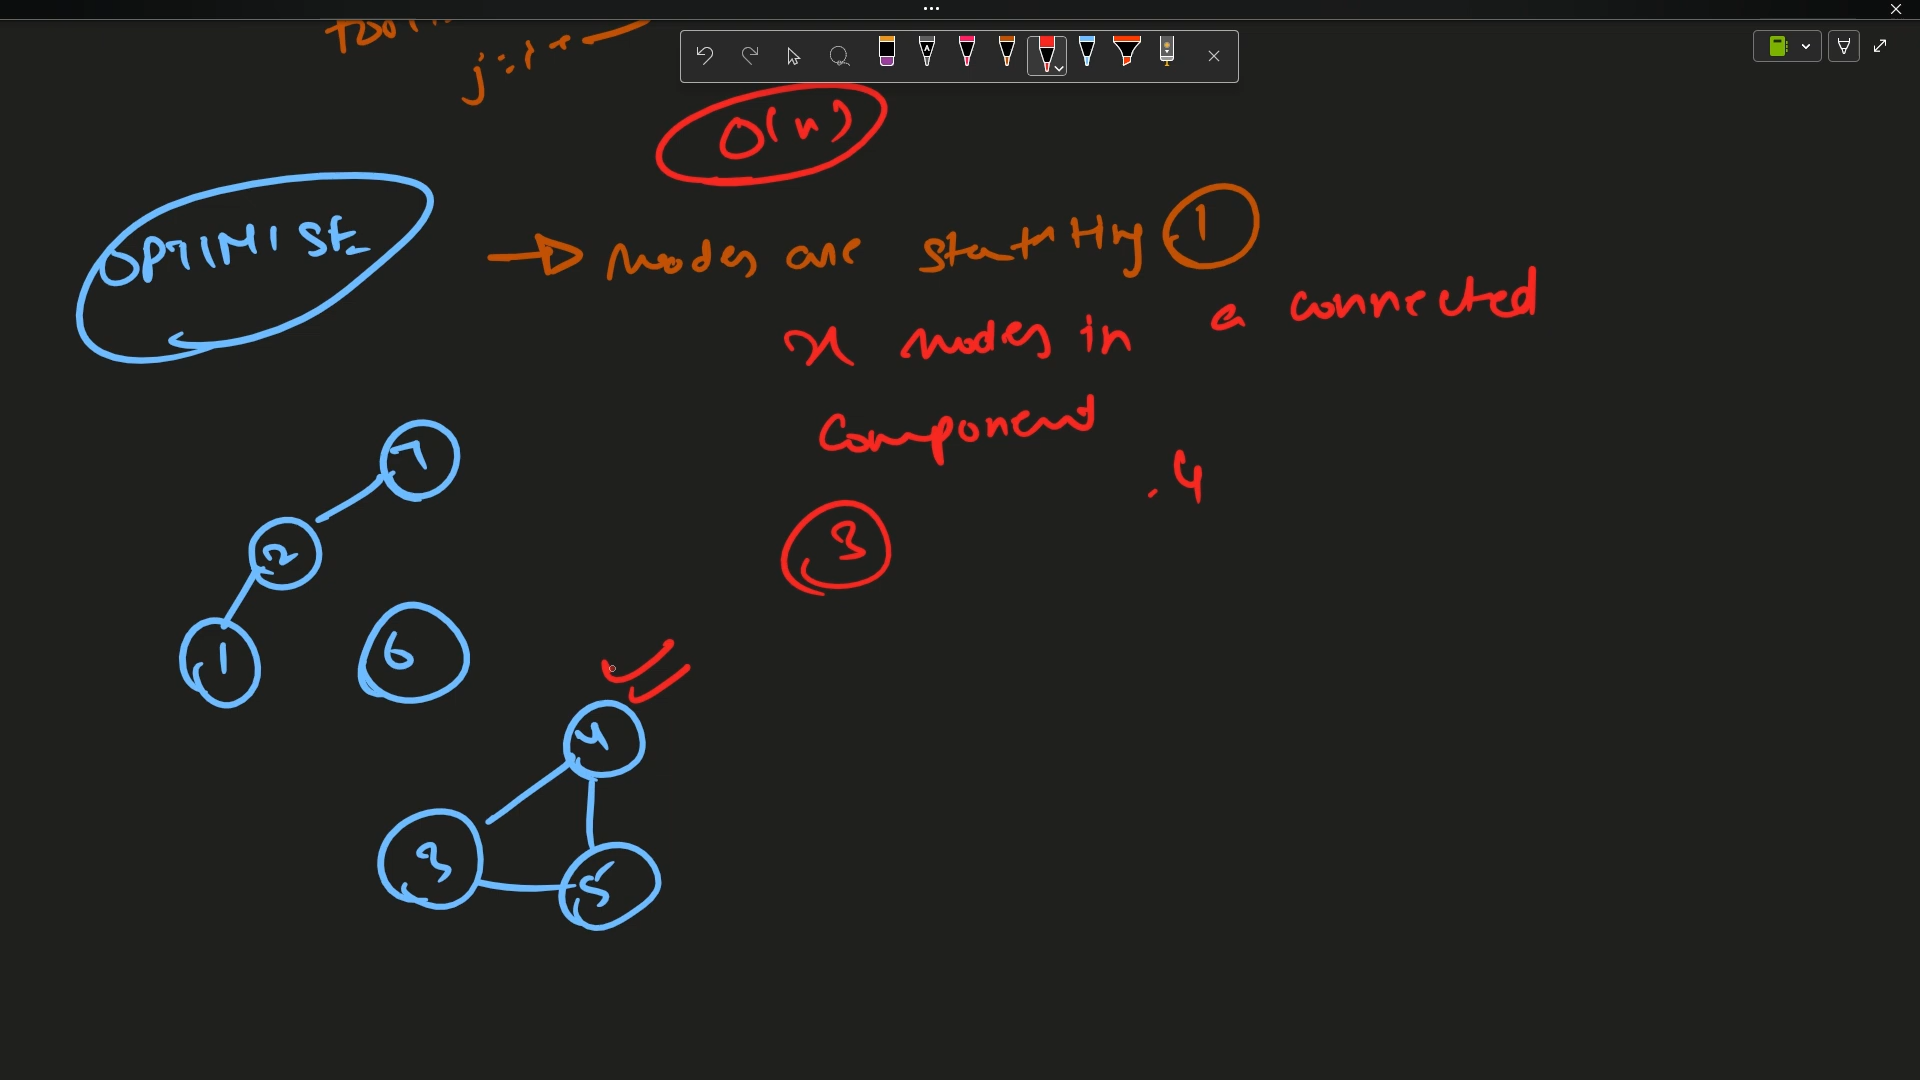 O(n)
OPTIMISE
nodes are starting 1
x nodes in a connected
component
.4
3
7
2
1
6
4
3
5